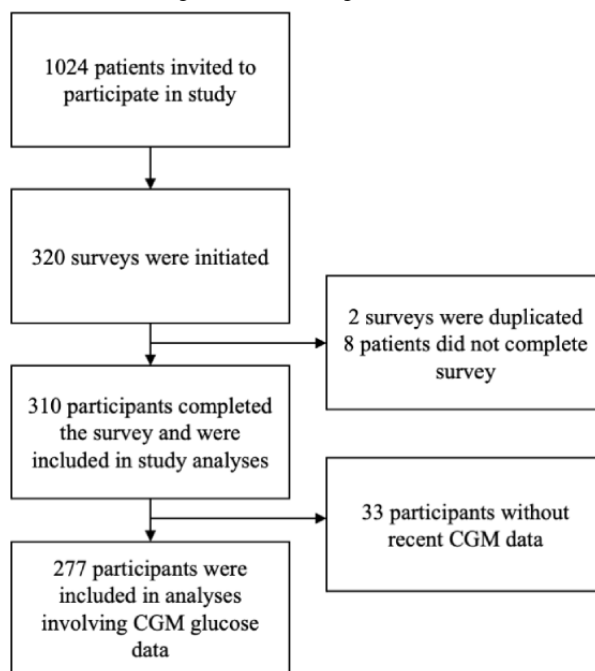 1024 patients invited to
participate in study
320 surveys were initiated
2 surveys were duplicated
8 patients did not complete
survey
310 participants completed
the survey and were
included in study analyses
33 participants without
recent CGM data
277 participants were
included in analyses
involving CGM glucose
data